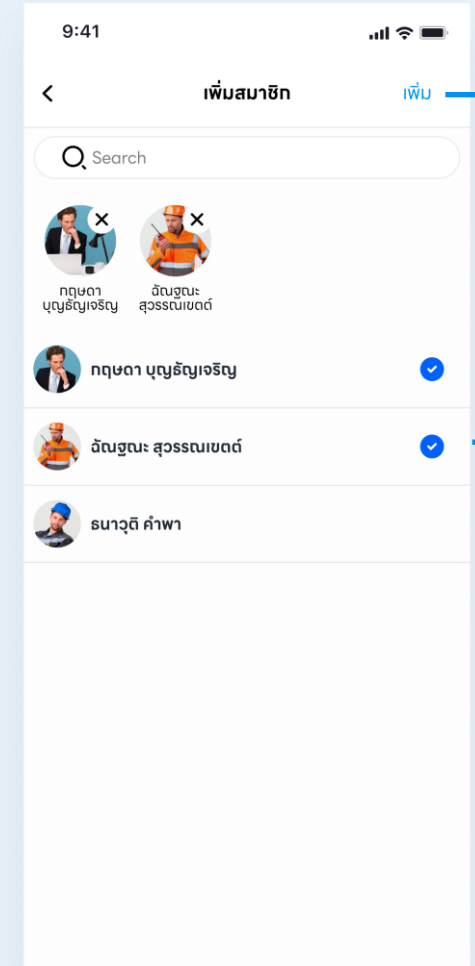 9:41
เพิ่มสมาชิก
เพิ่ม
Search
กฤษดา
บุญธัญเจริญ
ฉัณฐณะ
สุวรรณเขตต์
กฤษดา บุญธัญเจริญ
ฉัณฐณะ สุวรรณเขตต์
ธนาวุติ คำพา